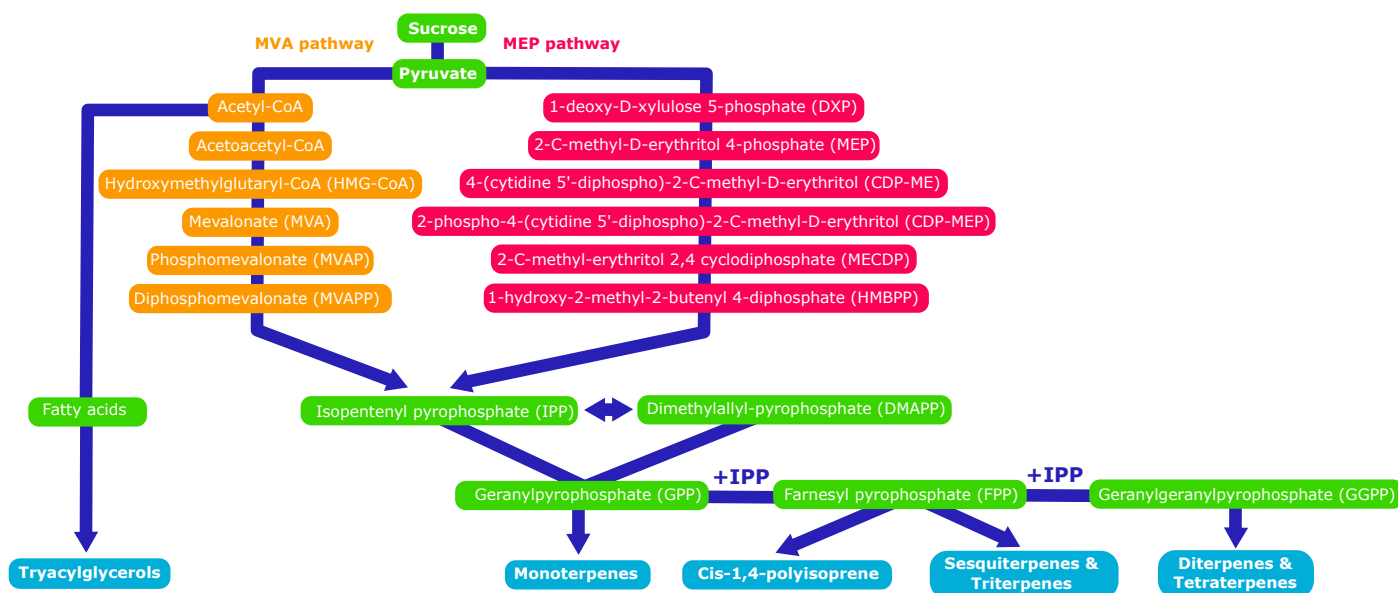 Sucrose
MVA pathway
MEP pathway
Pyruvate
Acetyl-CoA
1-deoxy-D-xylulose 5-phosphate (DXP)
Acetoacetyl-CoA
2-C-methyl-D-erythritol 4-phosphate (MEP)
Hydroxymethylglutaryl-CoA (HMG-CoA)
4-(cytidine 5'-diphospho)-2-C-methyl-D-erythritol (CDP-ME)
Mevalonate (MVA)
2-phospho-4-(cytidine 5'-diphospho)-2-C-methyl-D-erythritol (CDP-MEP)
Phosphomevalonate (MVAP)
2-C-methyl-erythritol 2,4 cyclodiphosphate (MECDP)
Diphosphomevalonate (MVAPP)
1-hydroxy-2-methyl-2-butenyl 4-diphosphate (HMBPP)
Fatty acids
Isopentenyl pyrophosphate (IPP)
Dimethylallyl-pyrophosphate (DMAPP)
+IPP
+IPP
Geranylpyrophosphate (GPP)
Farnesyl pyrophosphate (FPP)
Geranylgeranylpyrophosphate (GGPP)
Tryacylglycerols
Monoterpenes
Cis-1,4-polyisoprene
Sesquiterpenes &
Triterpenes
Diterpenes &
Tetraterpenes